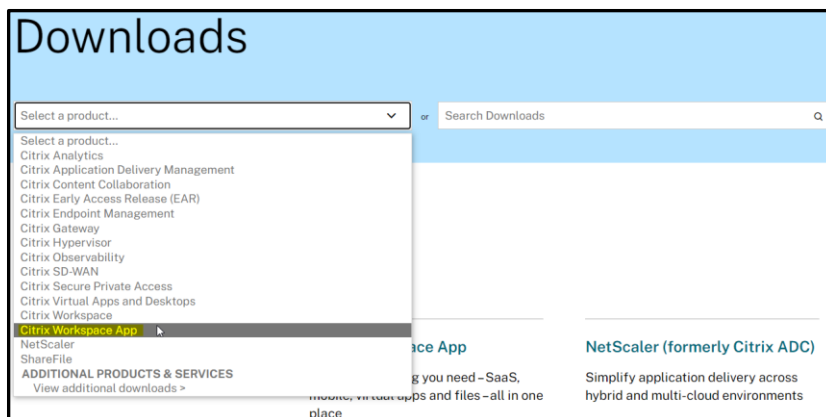 Downloads
Select a product...
or
Search Downloads
Select a product...
Citrix Analytics
Citrix Application Delivery Management
Citrix Content Collaboration
Citrix Early Access Release (EAR)
Citrix Endpoint Management
Citrix Gateway
Citrix Hypervisor
Citrix Observability
Citrix SD-WAN
Citrix Secure Private Access
Citrix Virtual Apps and Desktops
Citrix Workspace
Citrix Workspace App
NetScaler
ShareFile
ADDITIONAL PRODUCTS & SERVICES
View additional downloads >
ace App
g you need – SaaS,
mobile, virtual apps and files – all in one
place
NetScaler (formerly Citrix ADC)
Simplify application delivery across
hybrid and multi-cloud environments